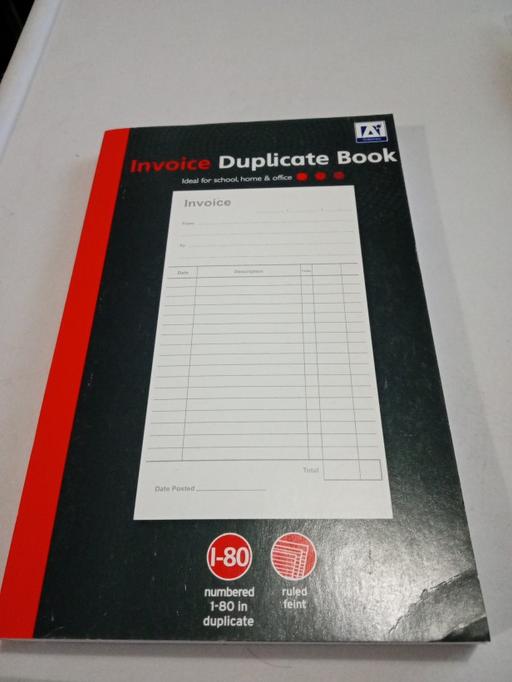 Invoice Duplicate Book
Ideal for school, home & office
Invoice
From
To
Date Description
Total
Date Posted
1-80
numbered
1-80 in
duplicate
ruled
feint